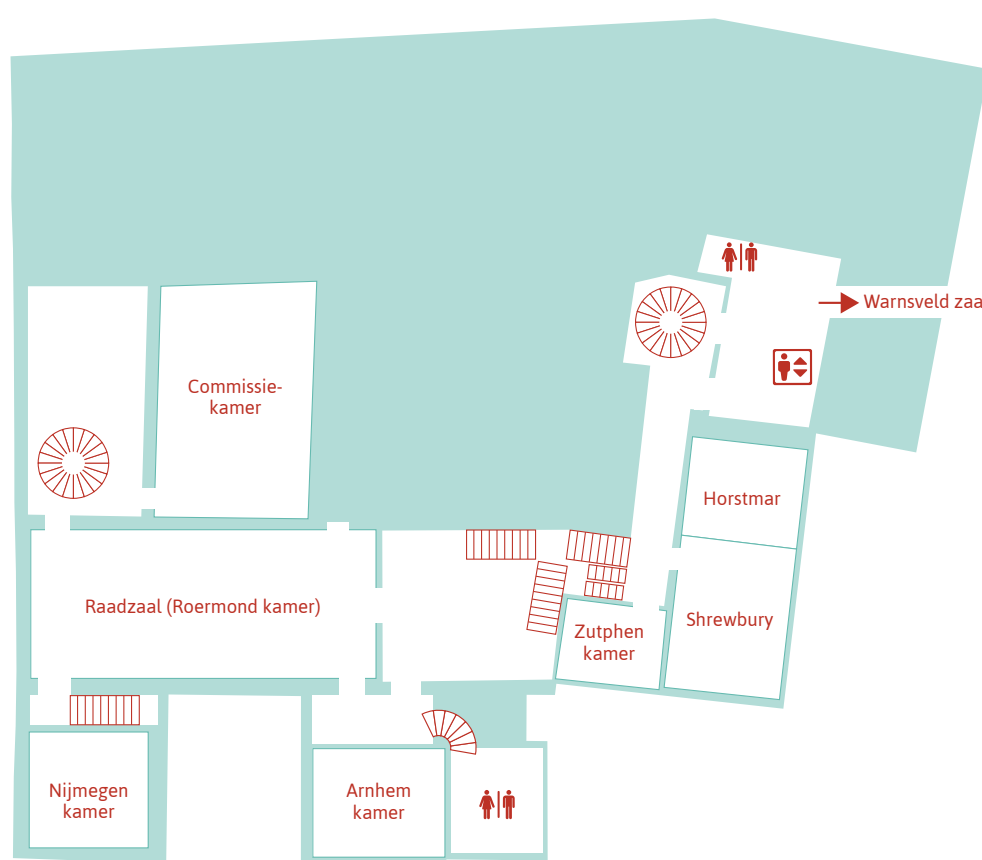 Warnsveld zaa
Commissie-
kamer
Horstmar
Raadzaal (Roermond kamer)
Shrewbury
Zutphen
kamer
Nijmegen
kamer
Arnhem
kamer